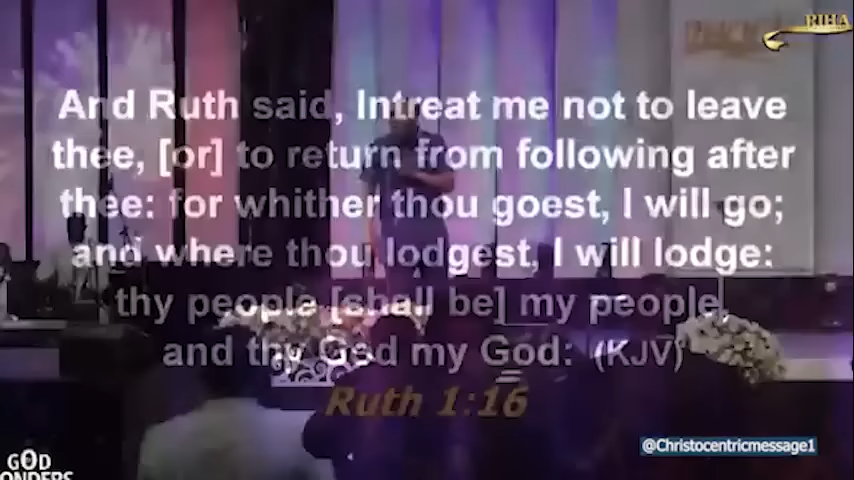 RIHA
And Ruth said, Intreat me not to leave
thee, [or] to return from following after
thee: for whither thou goest, I will go;
and where thou lodgest, I will lodge:
thy people [shall be] my people,
and thy God my God: (KJV)
Ruth 1:16
@Christocentricmessage1
GOD